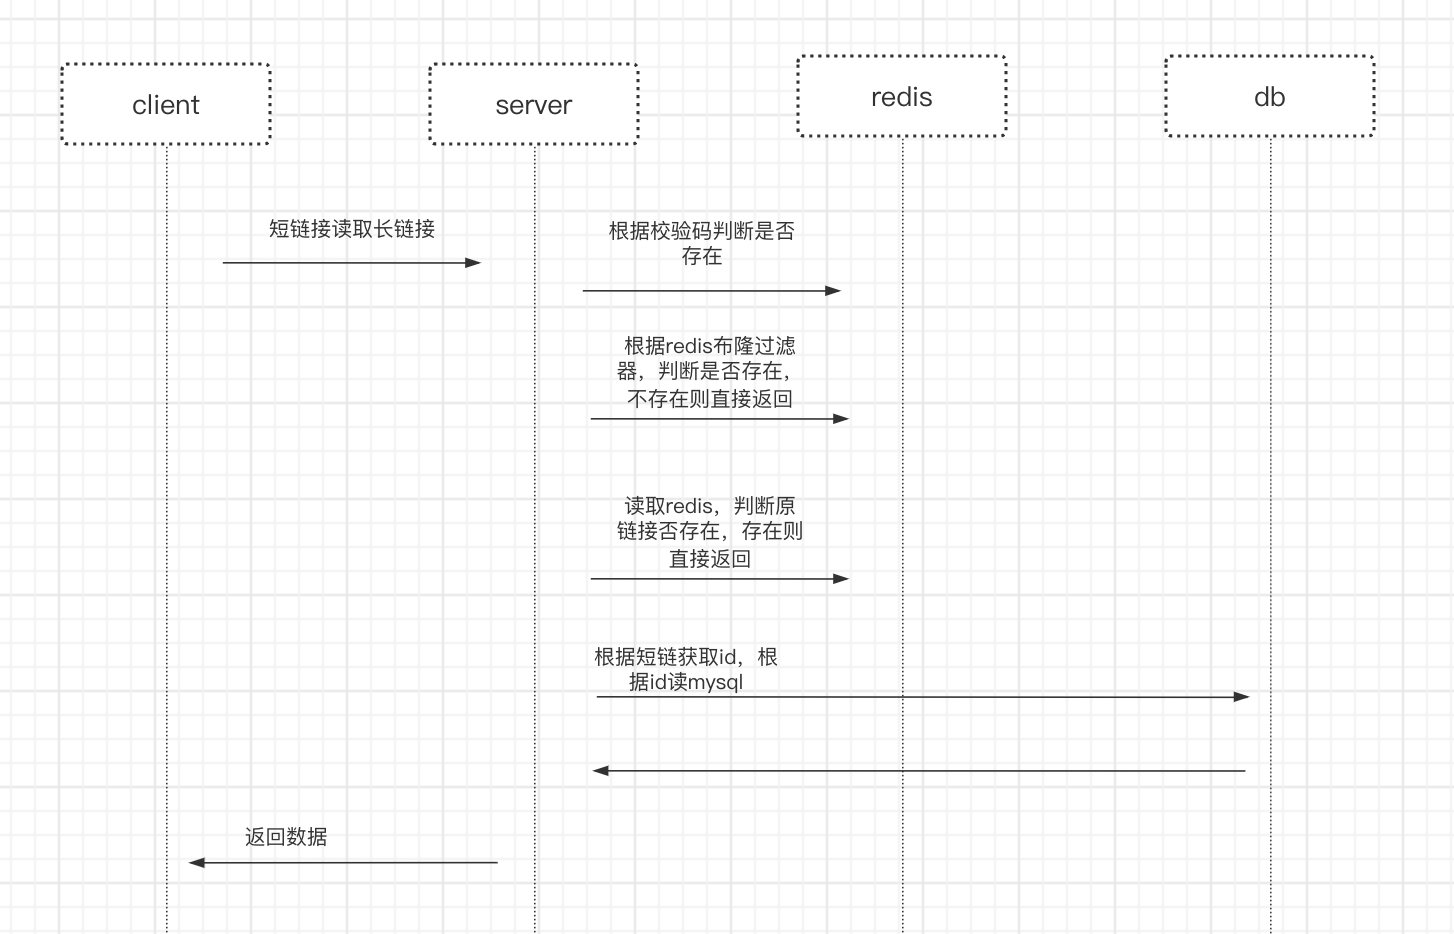 client
server
redis
db
短链接读取长链接
根据校验码判断是否
存在
根据redis布隆过滤
器，判断是否存在，
不存在则直接返回
读取redis，判断原
链接否存在，存在则
直接返回
根据短链获取id，根
据id读mysql
返回数据